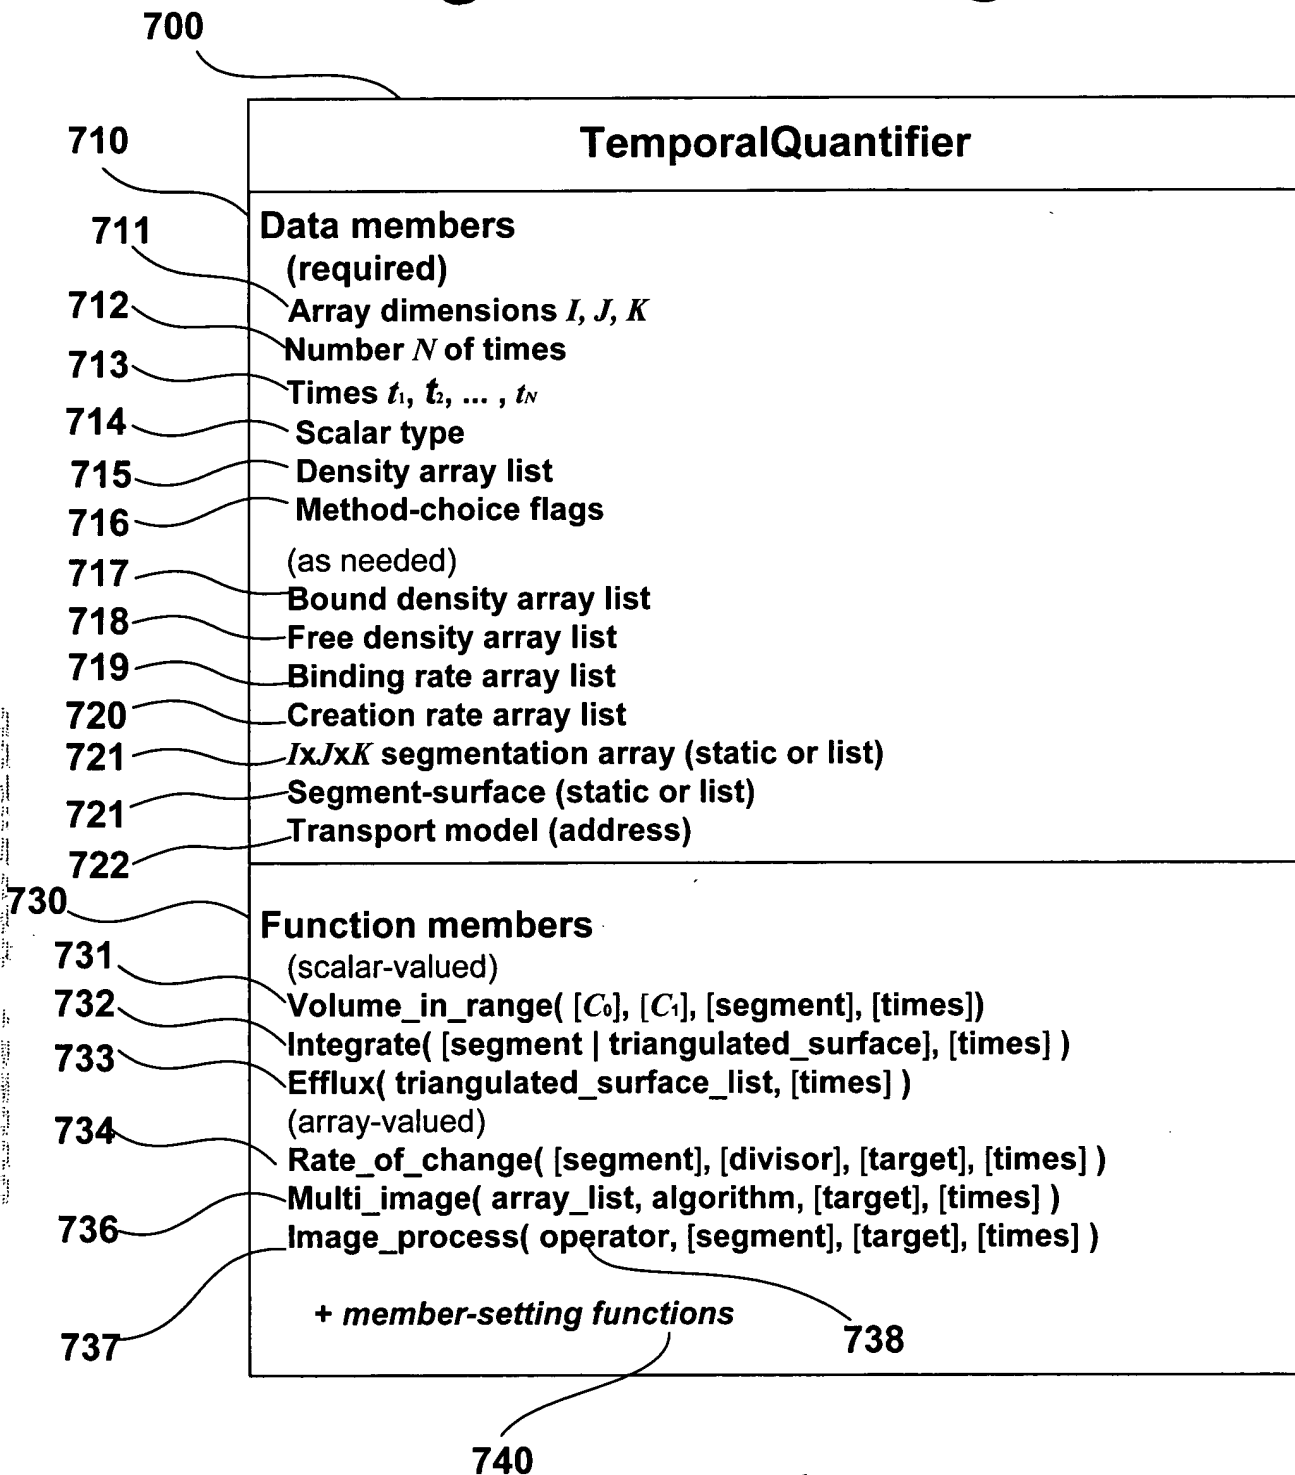 700
TemporalQuantifier
710
Data members
711
(required)
712
Array dimensions I, J, K
Number N of times
713
Times t1, t2, ... , tN
714
Scalar type
715
Density array list
716
Method-choice flags
(as needed)
717
Bound density array list
718
Free density array list
719
Binding rate array list
720
Creation rate array list
721
IxJxK segmentation array (static or list)
721
Segment-surface (static or list)
722
Transport model (address)
730
Function members
731
(scalar-valued)
732
Volume_in_range( [C0], [C1], [segment], [times])
733
Integrate( [segment | triangulated_surface], [times] )
Efflux( triangulated_surface_list, [times] )
734
(array-valued)
Rate_of_change( [segment], [divisor], [target], [times] )
736
Multi_image( array_list, algorithm, [target], [times] )
Image_process( operator, [segment], [target], [times] )
737
+ member-setting functions
738
740